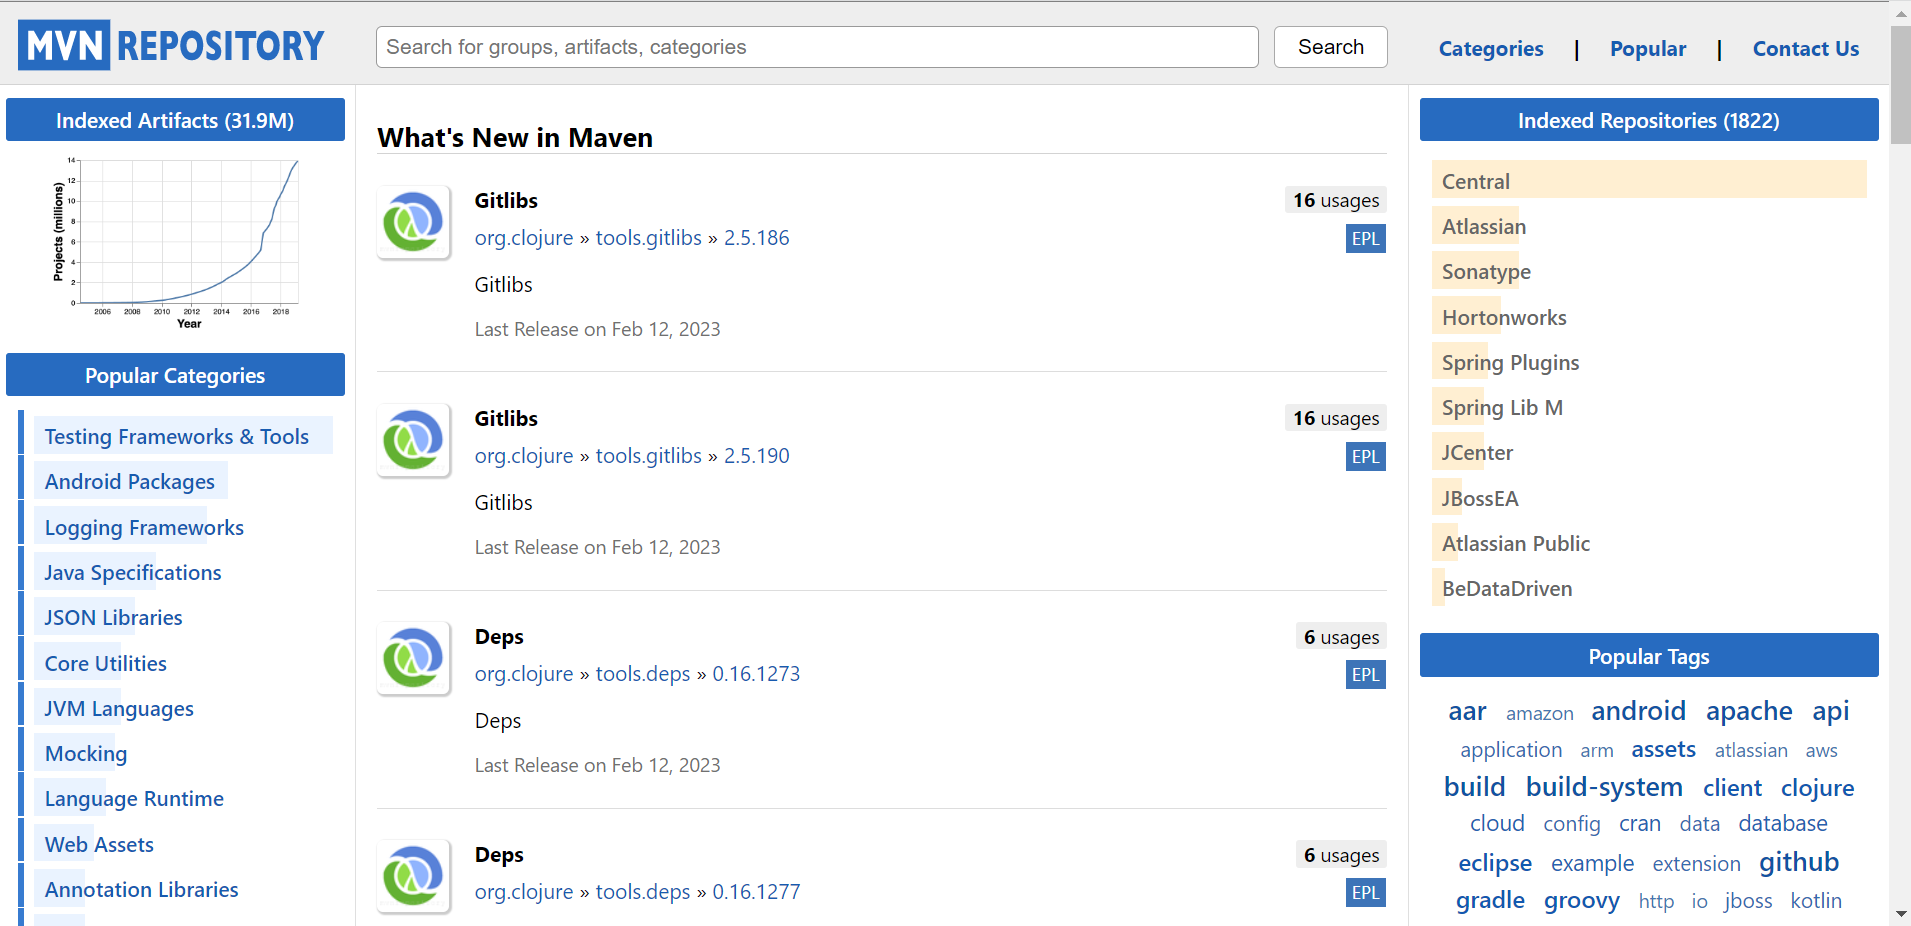 MVN REPOSITORY
Search for groups, artifacts, categories
Search
Categories | Popular | Contact Us
Indexed Artifacts (31.9M)
Projects (millions)
14
12
10
8
6
4
2
0
2006 2008 2010 2012 2014 2016 2018
Year
Popular Categories
Testing Frameworks & Tools
Android Packages
Logging Frameworks
Java Specifications
JSON Libraries
Core Utilities
JVM Languages
Mocking
Language Runtime
Web Assets
Annotation Libraries
What's New in Maven
Gitlibs
16 usages
org.clojure » tools.gitlibs » 2.5.186
EPL
Gitlibs
Last Release on Feb 12, 2023
Gitlibs
16 usages
org.clojure » tools.gitlibs » 2.5.190
EPL
Gitlibs
Last Release on Feb 12, 2023
Deps
6 usages
org.clojure » tools.deps » 0.16.1273
EPL
Deps
Last Release on Feb 12, 2023
Deps
6 usages
org.clojure » tools.deps » 0.16.1277
EPL
Indexed Repositories (1822)
Central
Atlassian
Sonatype
Hortonworks
Spring Plugins
Spring Lib M
JCenter
JBossEA
Atlassian Public
BeDataDriven
Popular Tags
aar amazon android apache api
application arm assets atlassian aws
build build-system client clojure
cloud config cran data database
eclipse example extension github
gradle groovy http io jboss kotlin